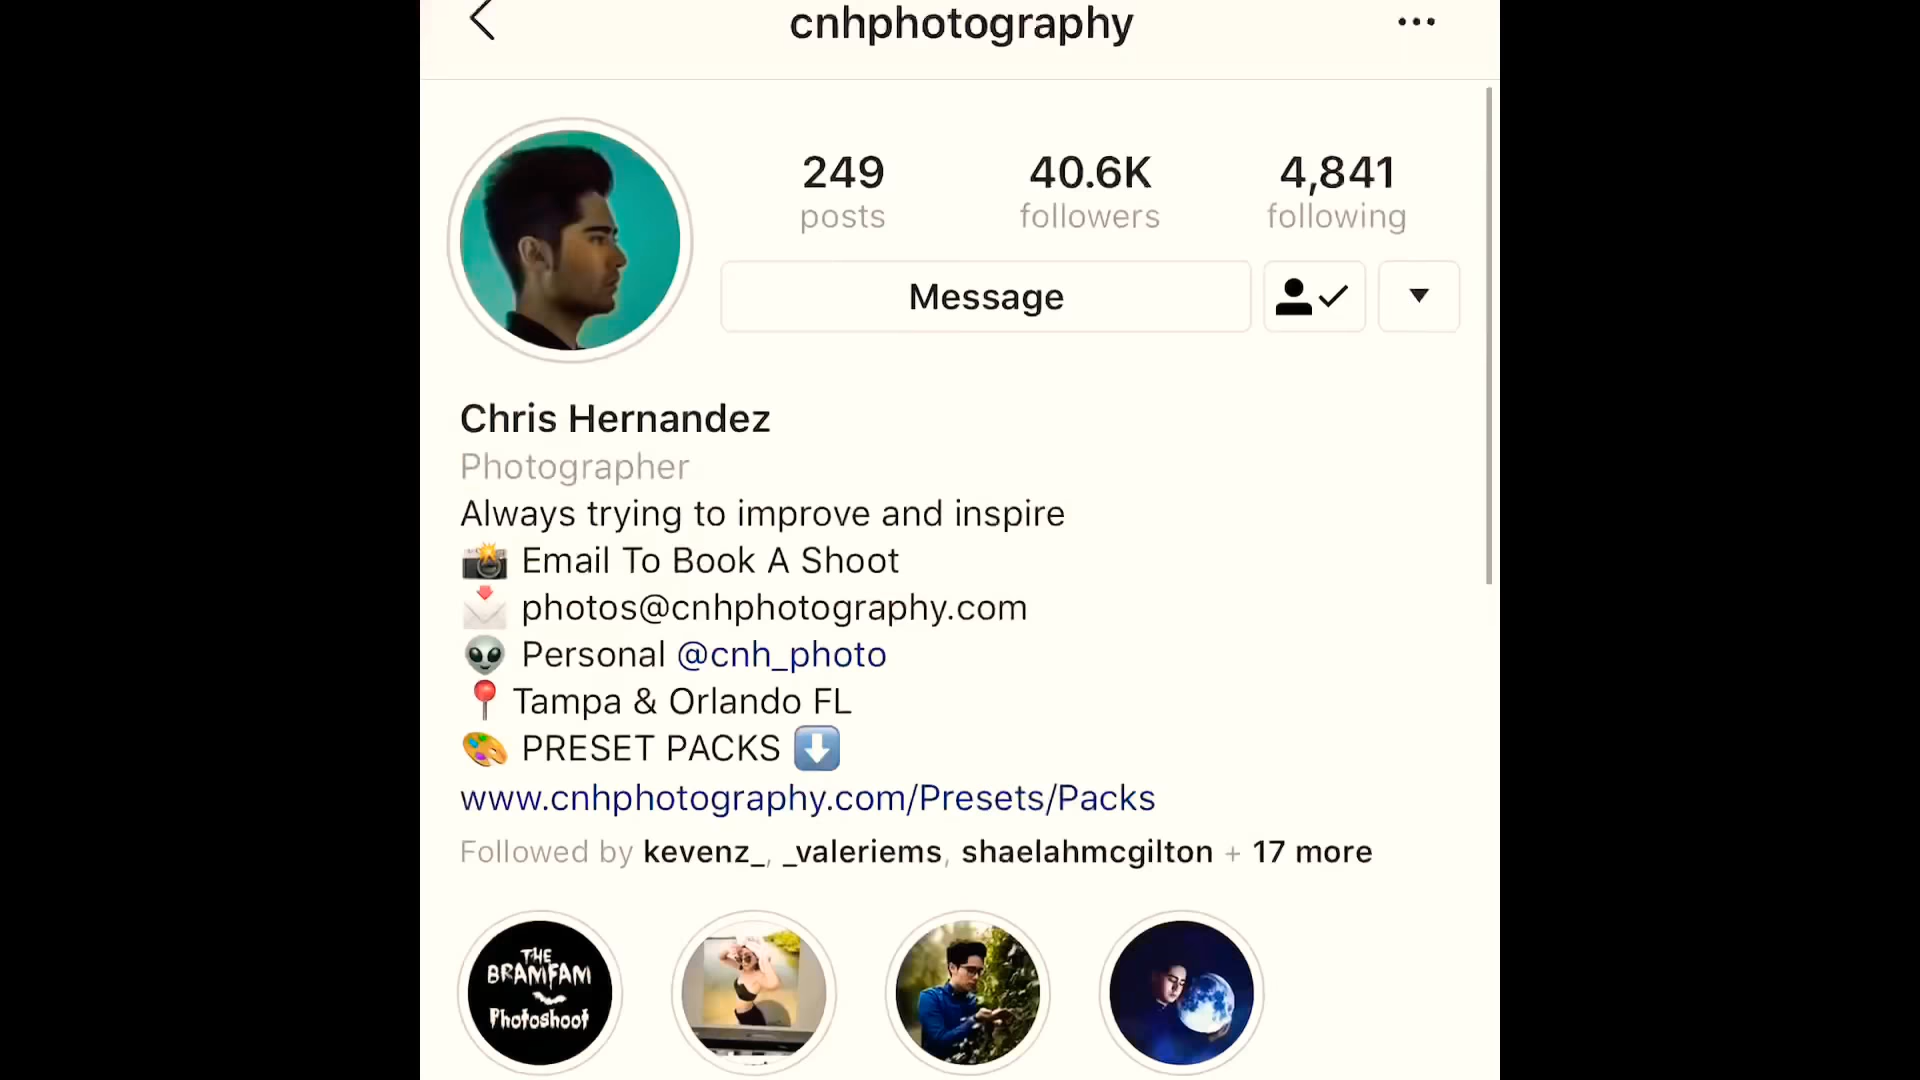 cnhphotography
249
posts
40.6K
followers
4,841
following
Message
Chris Hernandez
Photographer
Always trying to improve and inspire
📸 Email To Book A Shoot
📩 photos@cnhphotography.com
👽 Personal @cnh_photo
📍 Tampa & Orlando FL
🎨 PRESET PACKS ⬇️
www.cnhphotography.com/Presets/Packs
Followed by kevenz_, _valeriems, shaelahmcgilton + 17 more
THE
BRAMFAM
Photoshoot